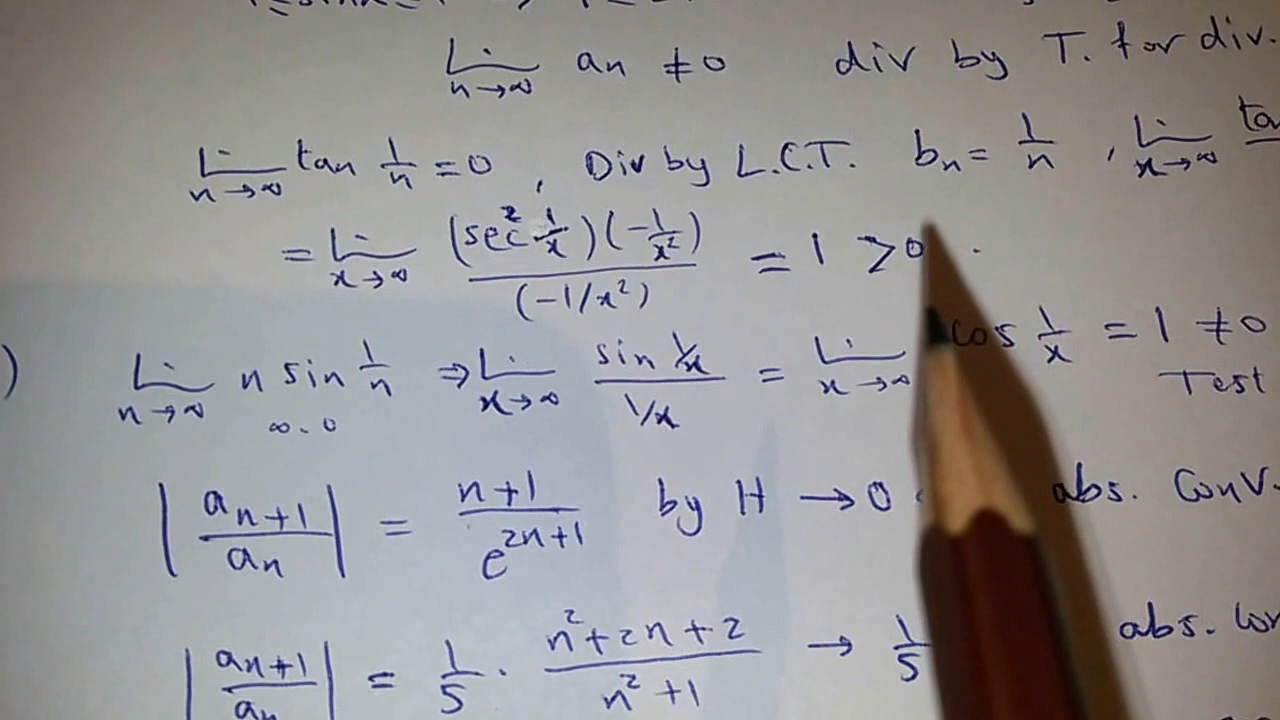 Lim n→∞ an ≠ 0 div by T. for div.
Lim n→∞ tan 1/n = 0 , Div by L.C.T. bn = 1/n , Lim x→∞
= Lim x→∞ (sec² 1/x)(-1/x²) / (-1/x²) = 1 > 0 .
) Lim n→∞ n sin 1/n ⇒ Lim x→∞ sin 1/x / 1/x = Lim x→∞ cos 1/x = 1 ≠ 0
∞.0 Test
| an+1 / an | = n+1 / e^2n+1 by H → 0 abs. Conv.
| an+1 / an | = 1/5 . n²+2n+2 / n²+1 → 1/5 abs.